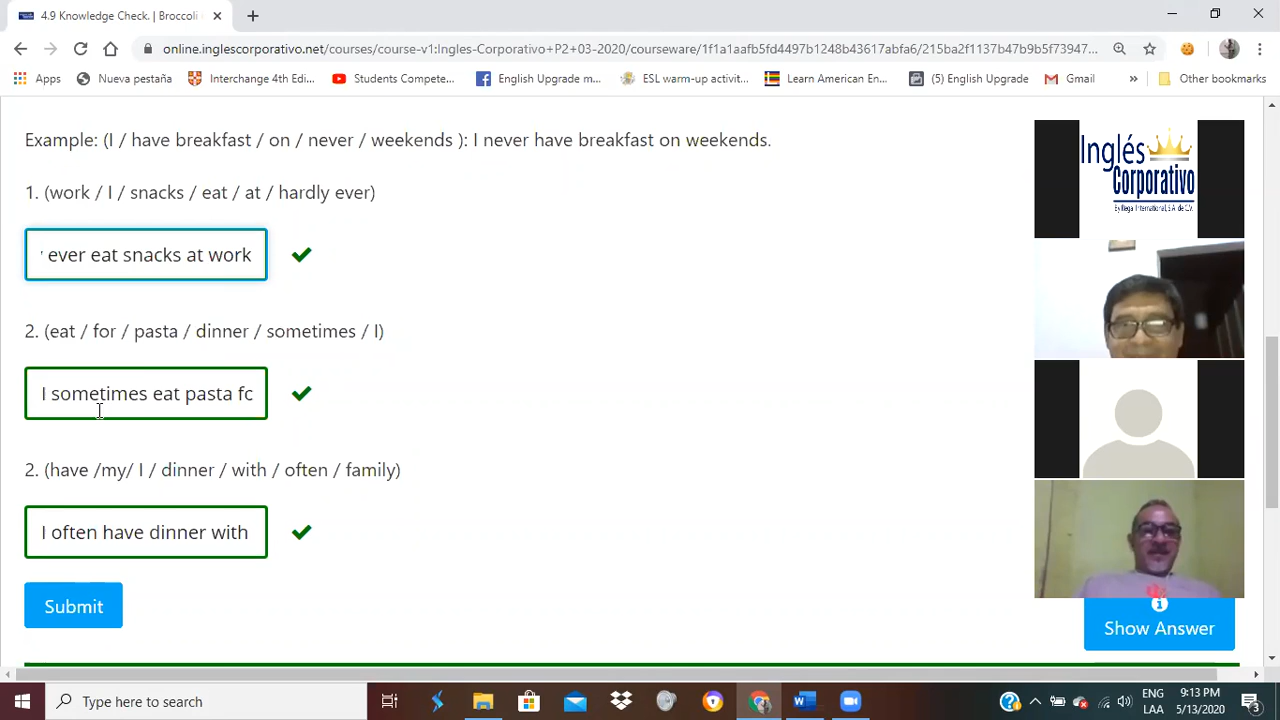 4.9 Knowledge Check. | Broccoli
online.inglescorporativo.net/courses/course-v1:Ingles-Corporativo+P2+03-2020/courseware/1f1a1aafb5fd4497b1248b43617abfa6/215ba2f1137b47b9b5f73947...
Apps Nueva pestaña Interchange 4th Edi... Students Compete... English Upgrade m... ESL warm-up activit... Learn American En... (5) English Upgrade Gmail » Other bookmarks
Example: (I / have breakfast / on / never / weekends ): I never have breakfast on weekends.
1. (work / I / snacks / eat / at / hardly ever)
ever eat snacks at work
2. (eat / for / pasta / dinner / sometimes / I)
I sometimes eat pasta fo
2. (have /my/ I / dinner / with / often / family)
I often have dinner with
Submit
Show Answer
Inglés
Corporativo
Type here to search
ENG
LAA
9:13 PM
5/13/2020
3